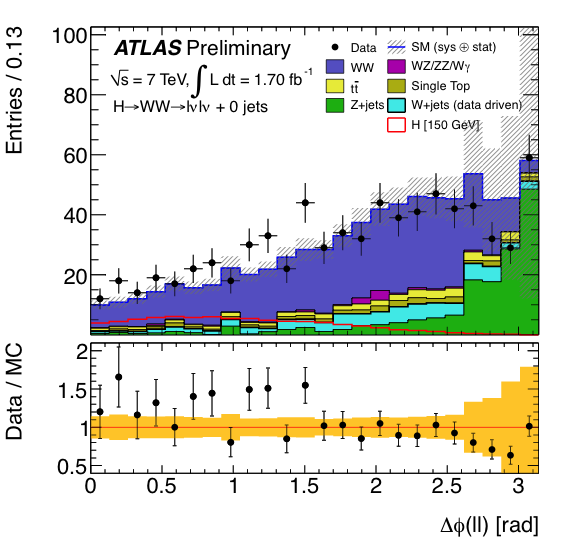 ATLAS Preliminary
√s = 7 TeV, ∫ L dt = 1.70 fb⁻¹
H→WW→lνlν + 0 jets
Data
SM (sys ⊕ stat)
WW
WZ/ZZ/Wγ
tt̄
Single Top
Z+jets
W+jets (data driven)
H [150 GeV]
Entries / 0.13
100
80
60
40
20
Data / MC
2
1.5
1
0.5
0 0.5 1 1.5 2 2.5 3
Δϕ(ll) [rad]